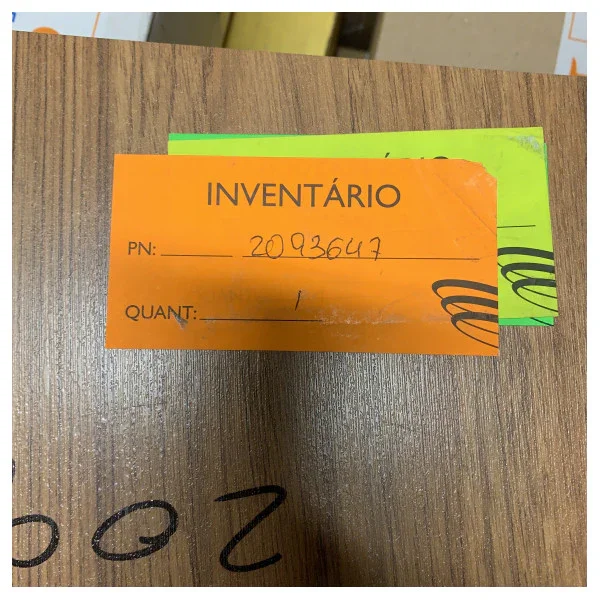 INVENTÁRIO
PN: 2093647
QUANT: 1